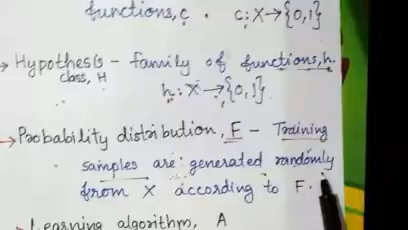 functions, c . c: X→{0,1}
→ Hypothesis - family of functions, h.
class, H
h: X→{0,1}
→ Probability distribution, F - Training
samples are generated randomly
from X according to F.
→ Learning algorithm, A